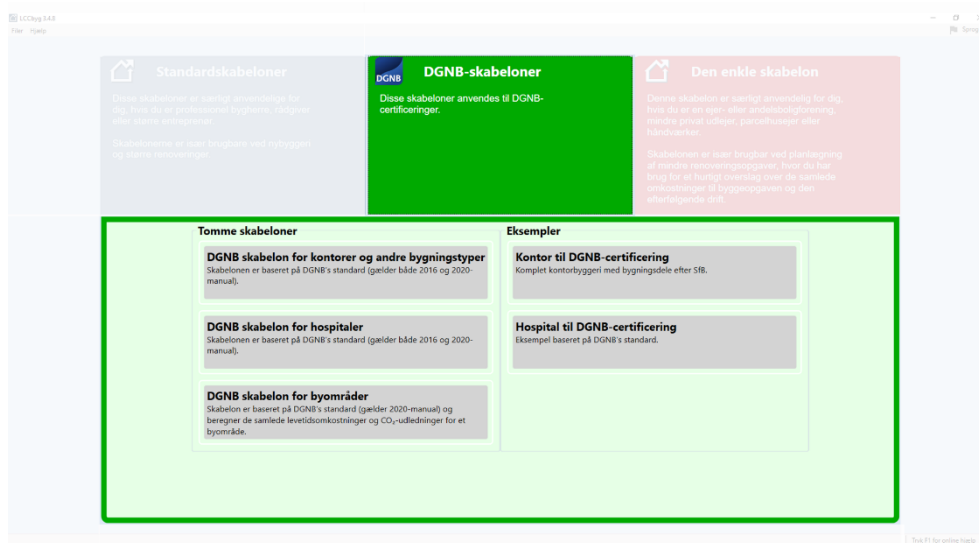 LCCbyg 3.4.8
Filer Hjælp
Sprog
Standardskabeloner
Disse skabeloner er særligt anvendelige for
dig, hvis du er professionel bygherre, rådgiver
eller større entreprenør.
Skabelonerne er især brugbare ved nybyggeri
og større renoveringer.
DGNB
DGNB-skabeloner
Disse skabeloner anvendes til DGNB-
certificeringer.
Den enkle skabelon
Denne skabelon er særligt anvendelig for dig,
hvis du er en ejer- eller andelsboligforening,
mindre privat udlejer, parcelhusejer eller
håndværker.
Skabelonen er især brugbar ved planlægning
af mindre renoveringsopgaver, hvor du har
brug for et hurtigt overslag over de samlede
omkostninger til byggeopgaven og den
efterfølgende drift.
Tomme skabeloner
DGNB skabelon for kontorer og andre bygningstyper
Skabelonen er baseret på DGNB's standard (gælder både 2016 og 2020-
manual).
DGNB skabelon for hospitaler
Skabelonen er baseret på DGNB's standard (gælder både 2016 og 2020-
manual).
DGNB skabelon for byområder
Skabelon er baseret på DGNB's standard (gælder 2020-manual) og
beregner de samlede levetidsomkostninger og CO₂-udledninger for et
byområde.
Eksempler
Kontor til DGNB-certificering
Komplet kontorbyggeri med bygningsdele efter SfB.
Hospital til DGNB-certificering
Eksempel baseret på DGNB's standard.
Tryk F1 for online hjælp